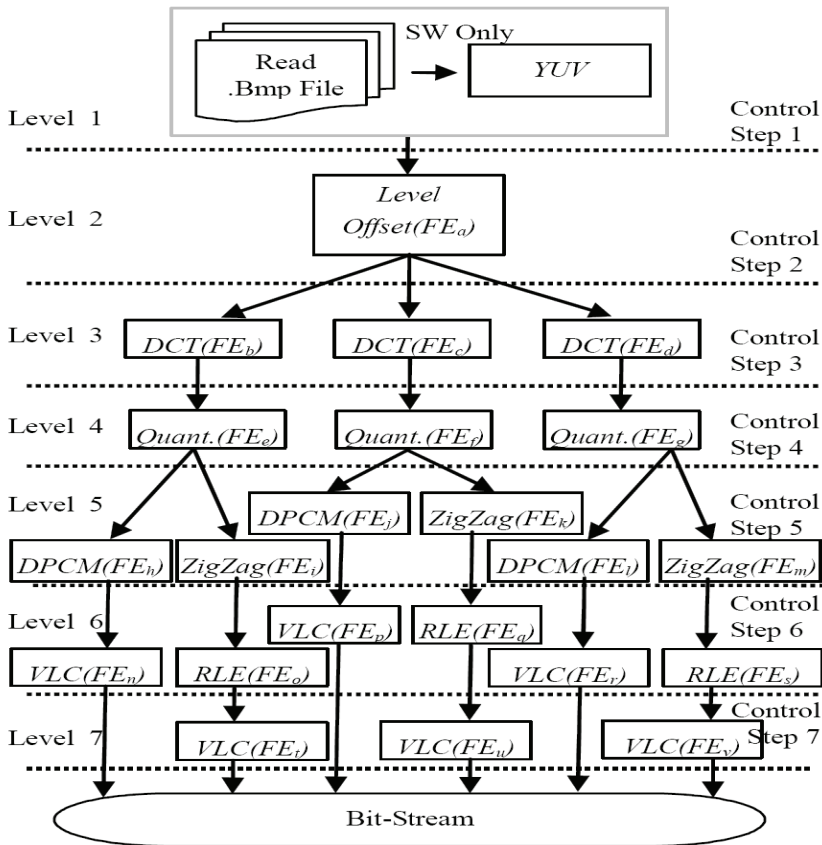 SW Only
Read
.Bmp File
YUV
Level 1
Control
Step 1
Level
Offset(FEa)
Level 2
Control
Step 2
Level 3
DCT(FEb)
DCT(FEc)
DCT(FEd)
Control
Step 3
Level 4
Quant.(FEe)
Quant.(FEf)
Quant.(FEg)
Control
Step 4
Level 5
DPCM(FEj)
ZigZag(FEk)
Control
Step 5
DPCM(FEh)
ZigZag(FEi)
DPCM(FEl)
ZigZag(FEm)
Level 6
VLC(FEp)
RLE(FEq)
Control
Step 6
VLC(FEn)
RLE(FEo)
VLC(FEr)
RLE(FEs)
Level 7
VLC(FEt)
VLC(FEu)
VLC(FEv)
Control
Step 7
Bit-Stream